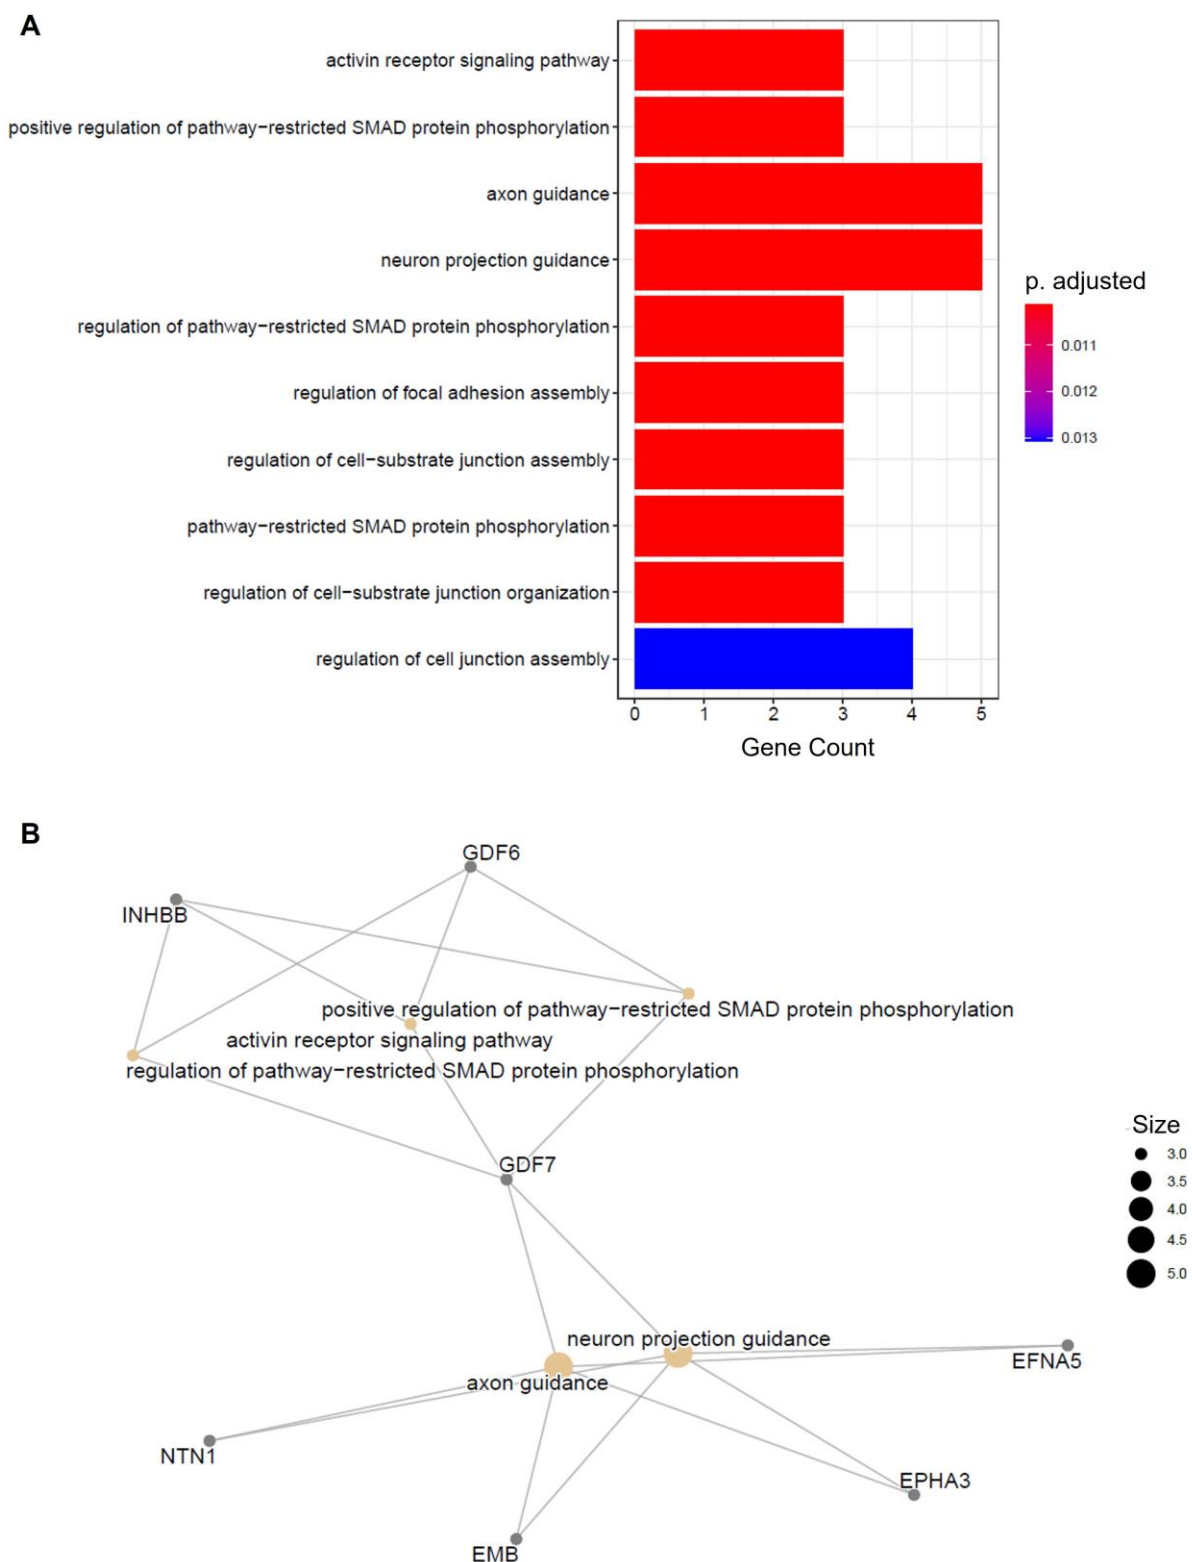 A
activin receptor signaling pathway
positive regulation of pathway-restricted SMAD protein phosphorylation
axon guidance
neuron projection guidance
regulation of pathway-restricted SMAD protein phosphorylation
regulation of focal adhesion assembly
regulation of cell-substrate junction assembly
pathway-restricted SMAD protein phosphorylation
regulation of cell-substrate junction organization
regulation of cell junction assembly
0 1 2 3 4 5
Gene Count
p. adjusted
0.011
0.012
0.013
B
GDF6
INHBB
positive regulation of pathway-restricted SMAD protein phosphorylation
activin receptor signaling pathway
regulation of pathway-restricted SMAD protein phosphorylation
GDF7
neuron projection guidance
EFNA5
axon guidance
NTN1
EPHA3
EMB
Size
3.0
3.5
4.0
4.5
5.0